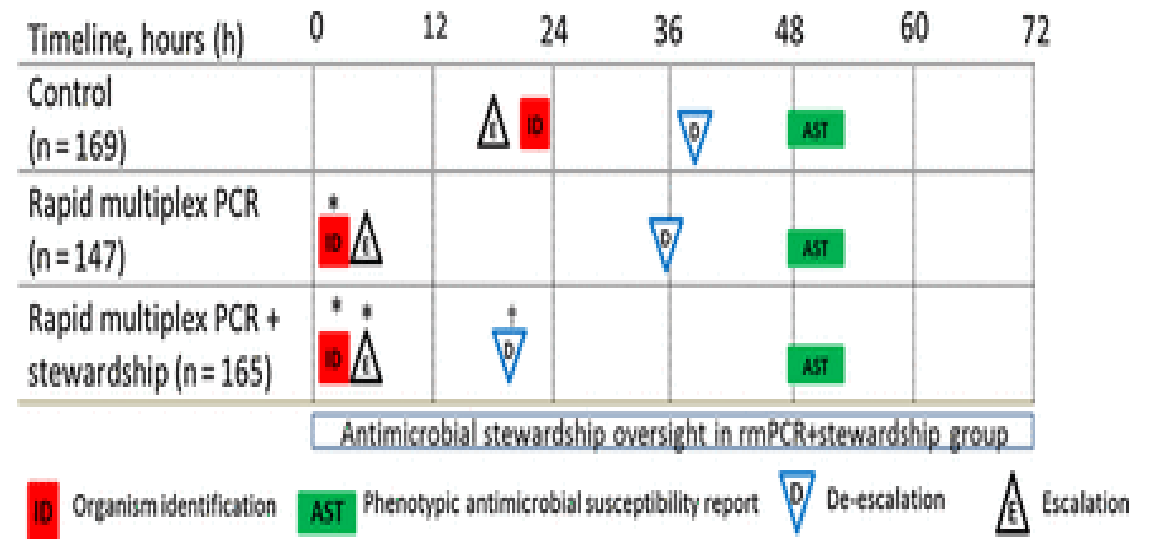 Timeline, hours (h) 0 12 24 36 48 60 72
Control
(n = 169)
E ID D AST
Rapid multiplex PCR
(n = 147)
* ID E D AST
Rapid multiplex PCR +
stewardship (n = 165)
* * †
ID E D AST
Antimicrobial stewardship oversight in rmPCR+stewardship group
ID Organism identification AST Phenotypic antimicrobial susceptibility report D De-escalation E Escalation